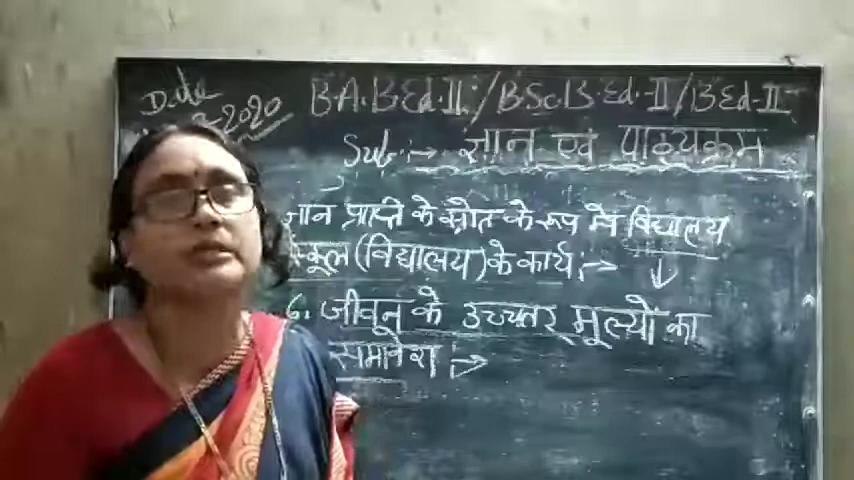 Date
2020
B.A.B.Ed.II / B.Sc.B.Ed.-II / B.Ed-II
Sub:→ ज्ञान एवं पाठ्यक्रम
ज्ञान प्राप्ति के स्रोत के रूप में विद्यालय
स्कूल (विद्यालय) के कार्य :→
6. जीवन के उच्चतर मूल्यों का
समावेश :→